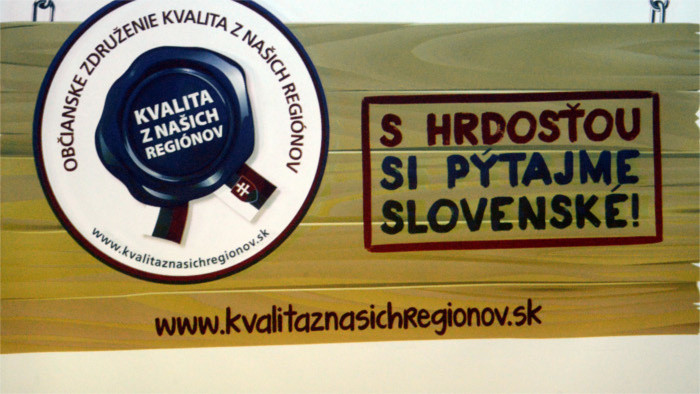 OBČIANSKE ZDRUŽENIE KVALITA Z NAŠICH REGIÓNOV
KVALITA
Z NAŠICH
REGIÓNOV
www.kvalitaznasichregionov.sk
S HRDOSŤOU
SI PÝTAJME
SLOVENSKÉ!
www.kvalitaznasichregionov.sk